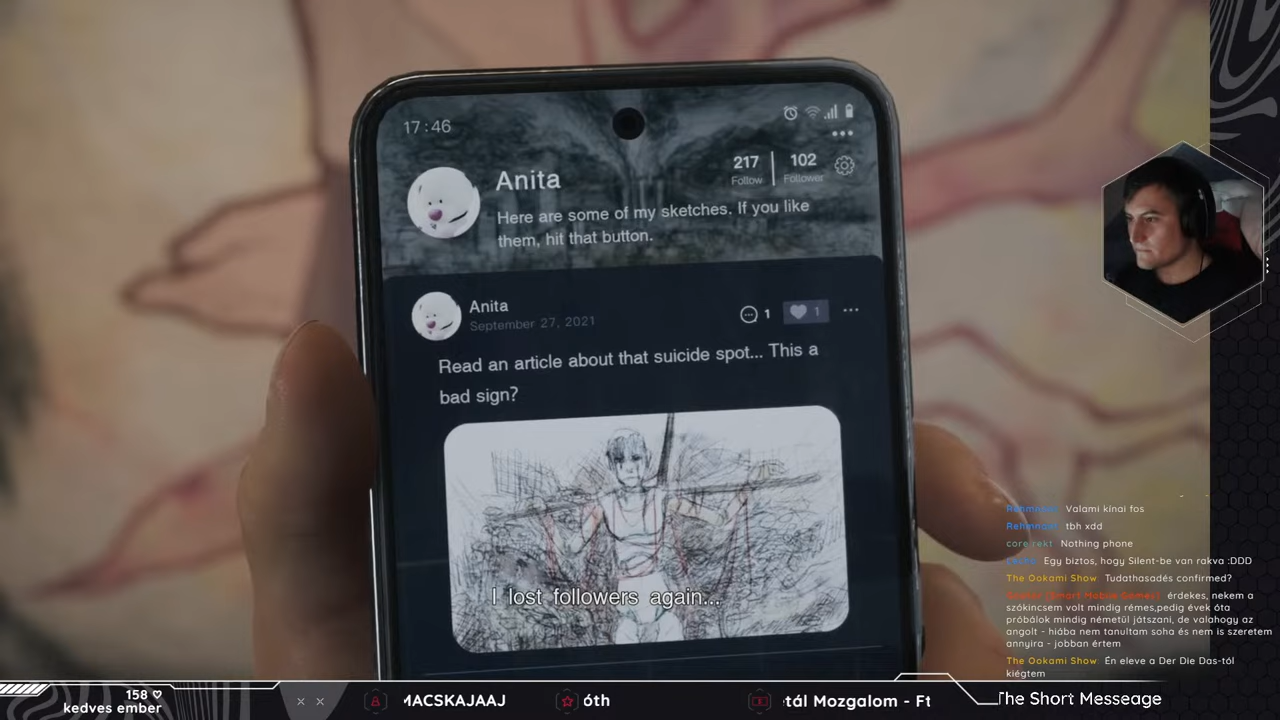 17:46
217
102
Follow
Follower
Anita
Here are some of my sketches. If you like
them, hit that button.
Anita
September 27, 2021
1
1
Read an article about that suicide spot... This a
bad sign?
I lost followers again...
Valami kínai fos
tbh xdd
core rekt Nothing phone
Egy biztos, hogy Silent-be van rakva :DDD
The Ookami Show Tudathasadés confirmed?
érdekes, nekem a
szókincsem volt mindig rémes,pedig évek óta
próbálok mindig németül játszani, de valahogy az
angolt - hiába nem tanultam soha és nem is szeretem
annyira - jobban értem
The Ookami Show Én eleve a Der Die Das-tól
kiégtem
158
kedves ember
MACSKAJAAJ
óth
tál Mozgalom - Ft
The Short Messeage